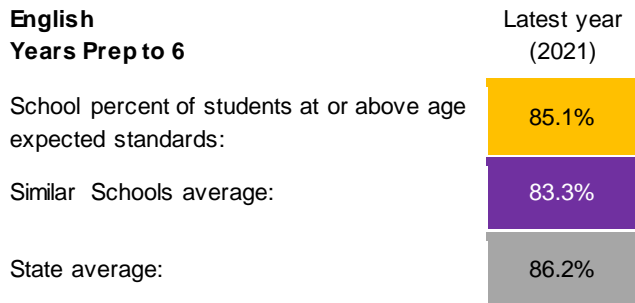 English
Years Prep to 6
Latest year
(2021)
School percent of students at or above age
expected standards:
85.1%
Similar Schools average:
83.3%
State average:
86.2%